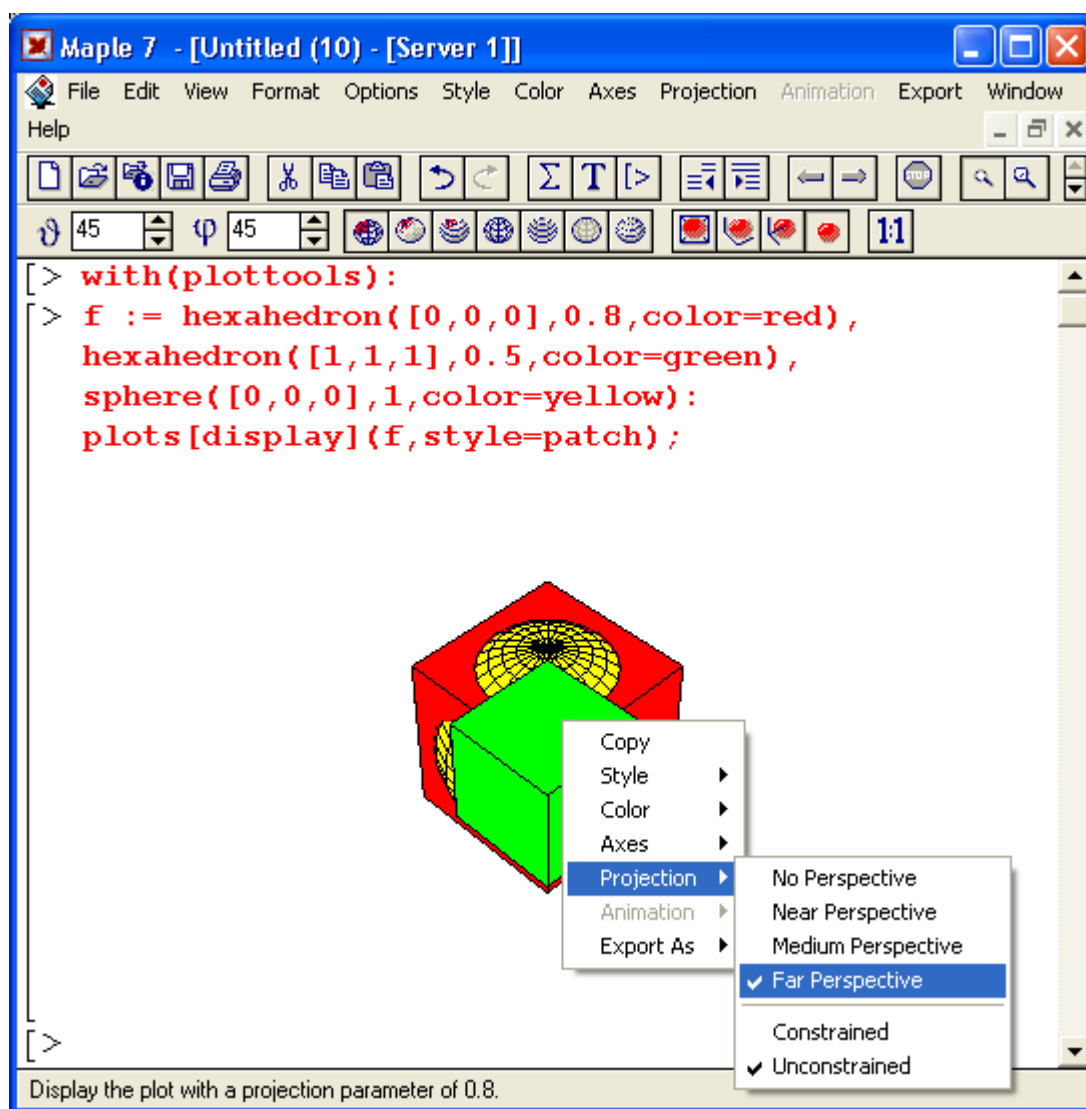 Maple 7 - [Untitled (10) - [Server 1]]
File Edit View Format Options Style Color Axes Projection Animation Export Window
Help
Σ T [> STOP
ϑ 45 φ 45 1:1
[> with(plottools):
[> f := hexahedron([0,0,0],0.8,color=red),
hexahedron([1,1,1],0.5,color=green),
sphere([0,0,0],1,color=yellow):
plots[display](f,style=patch);
Copy
Style
Color
Axes
Projection
Animation
Export As
No Perspective
Near Perspective
Medium Perspective
Far Perspective
Constrained
Unconstrained
[>
Display the plot with a projection parameter of 0.8.